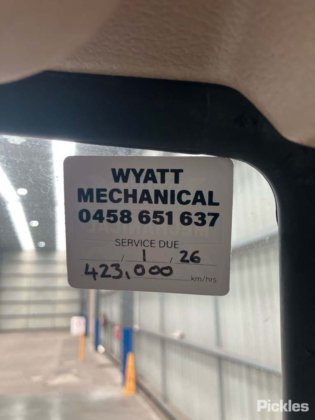 WYATT
MECHANICAL
0458 651 637
SERVICE DUE
/ 1 / 26
423,000 km/hrs
Pickles